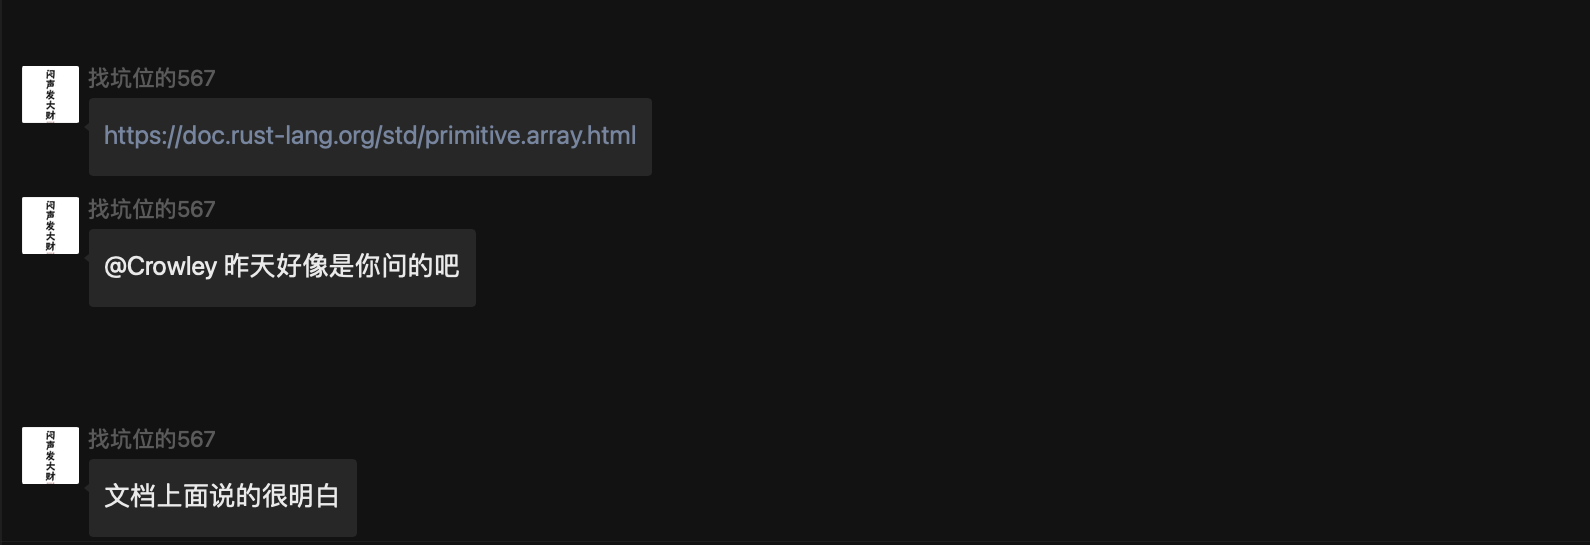 找坑位的567
闷声发大财
https://doc.rust-lang.org/std/primitive.array.html
找坑位的567
闷声发大财
@Crowley 昨天好像是你问的吧
找坑位的567
闷声发大财
文档上面说的很明白